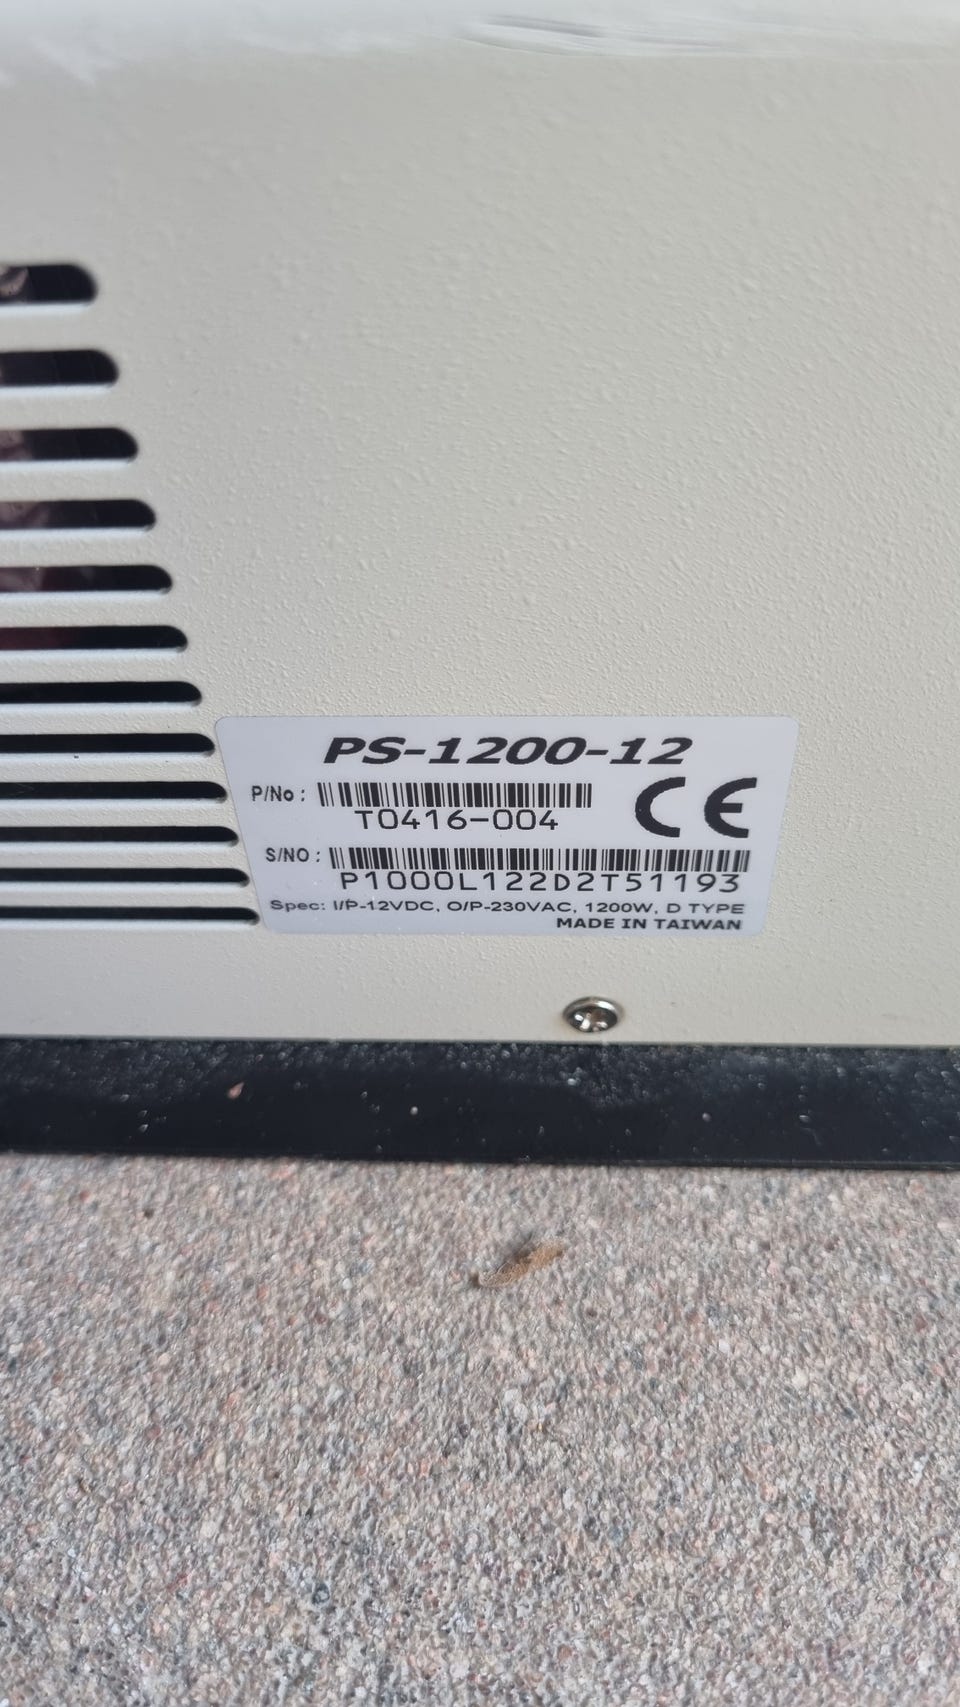 PS-1200-12
P/No :
T0416-004
CE
S/NO :
P1000L122D2T51193
Spec: I/P-12VDC, O/P-230VAC, 1200W, D TYPE
MADE IN TAIWAN